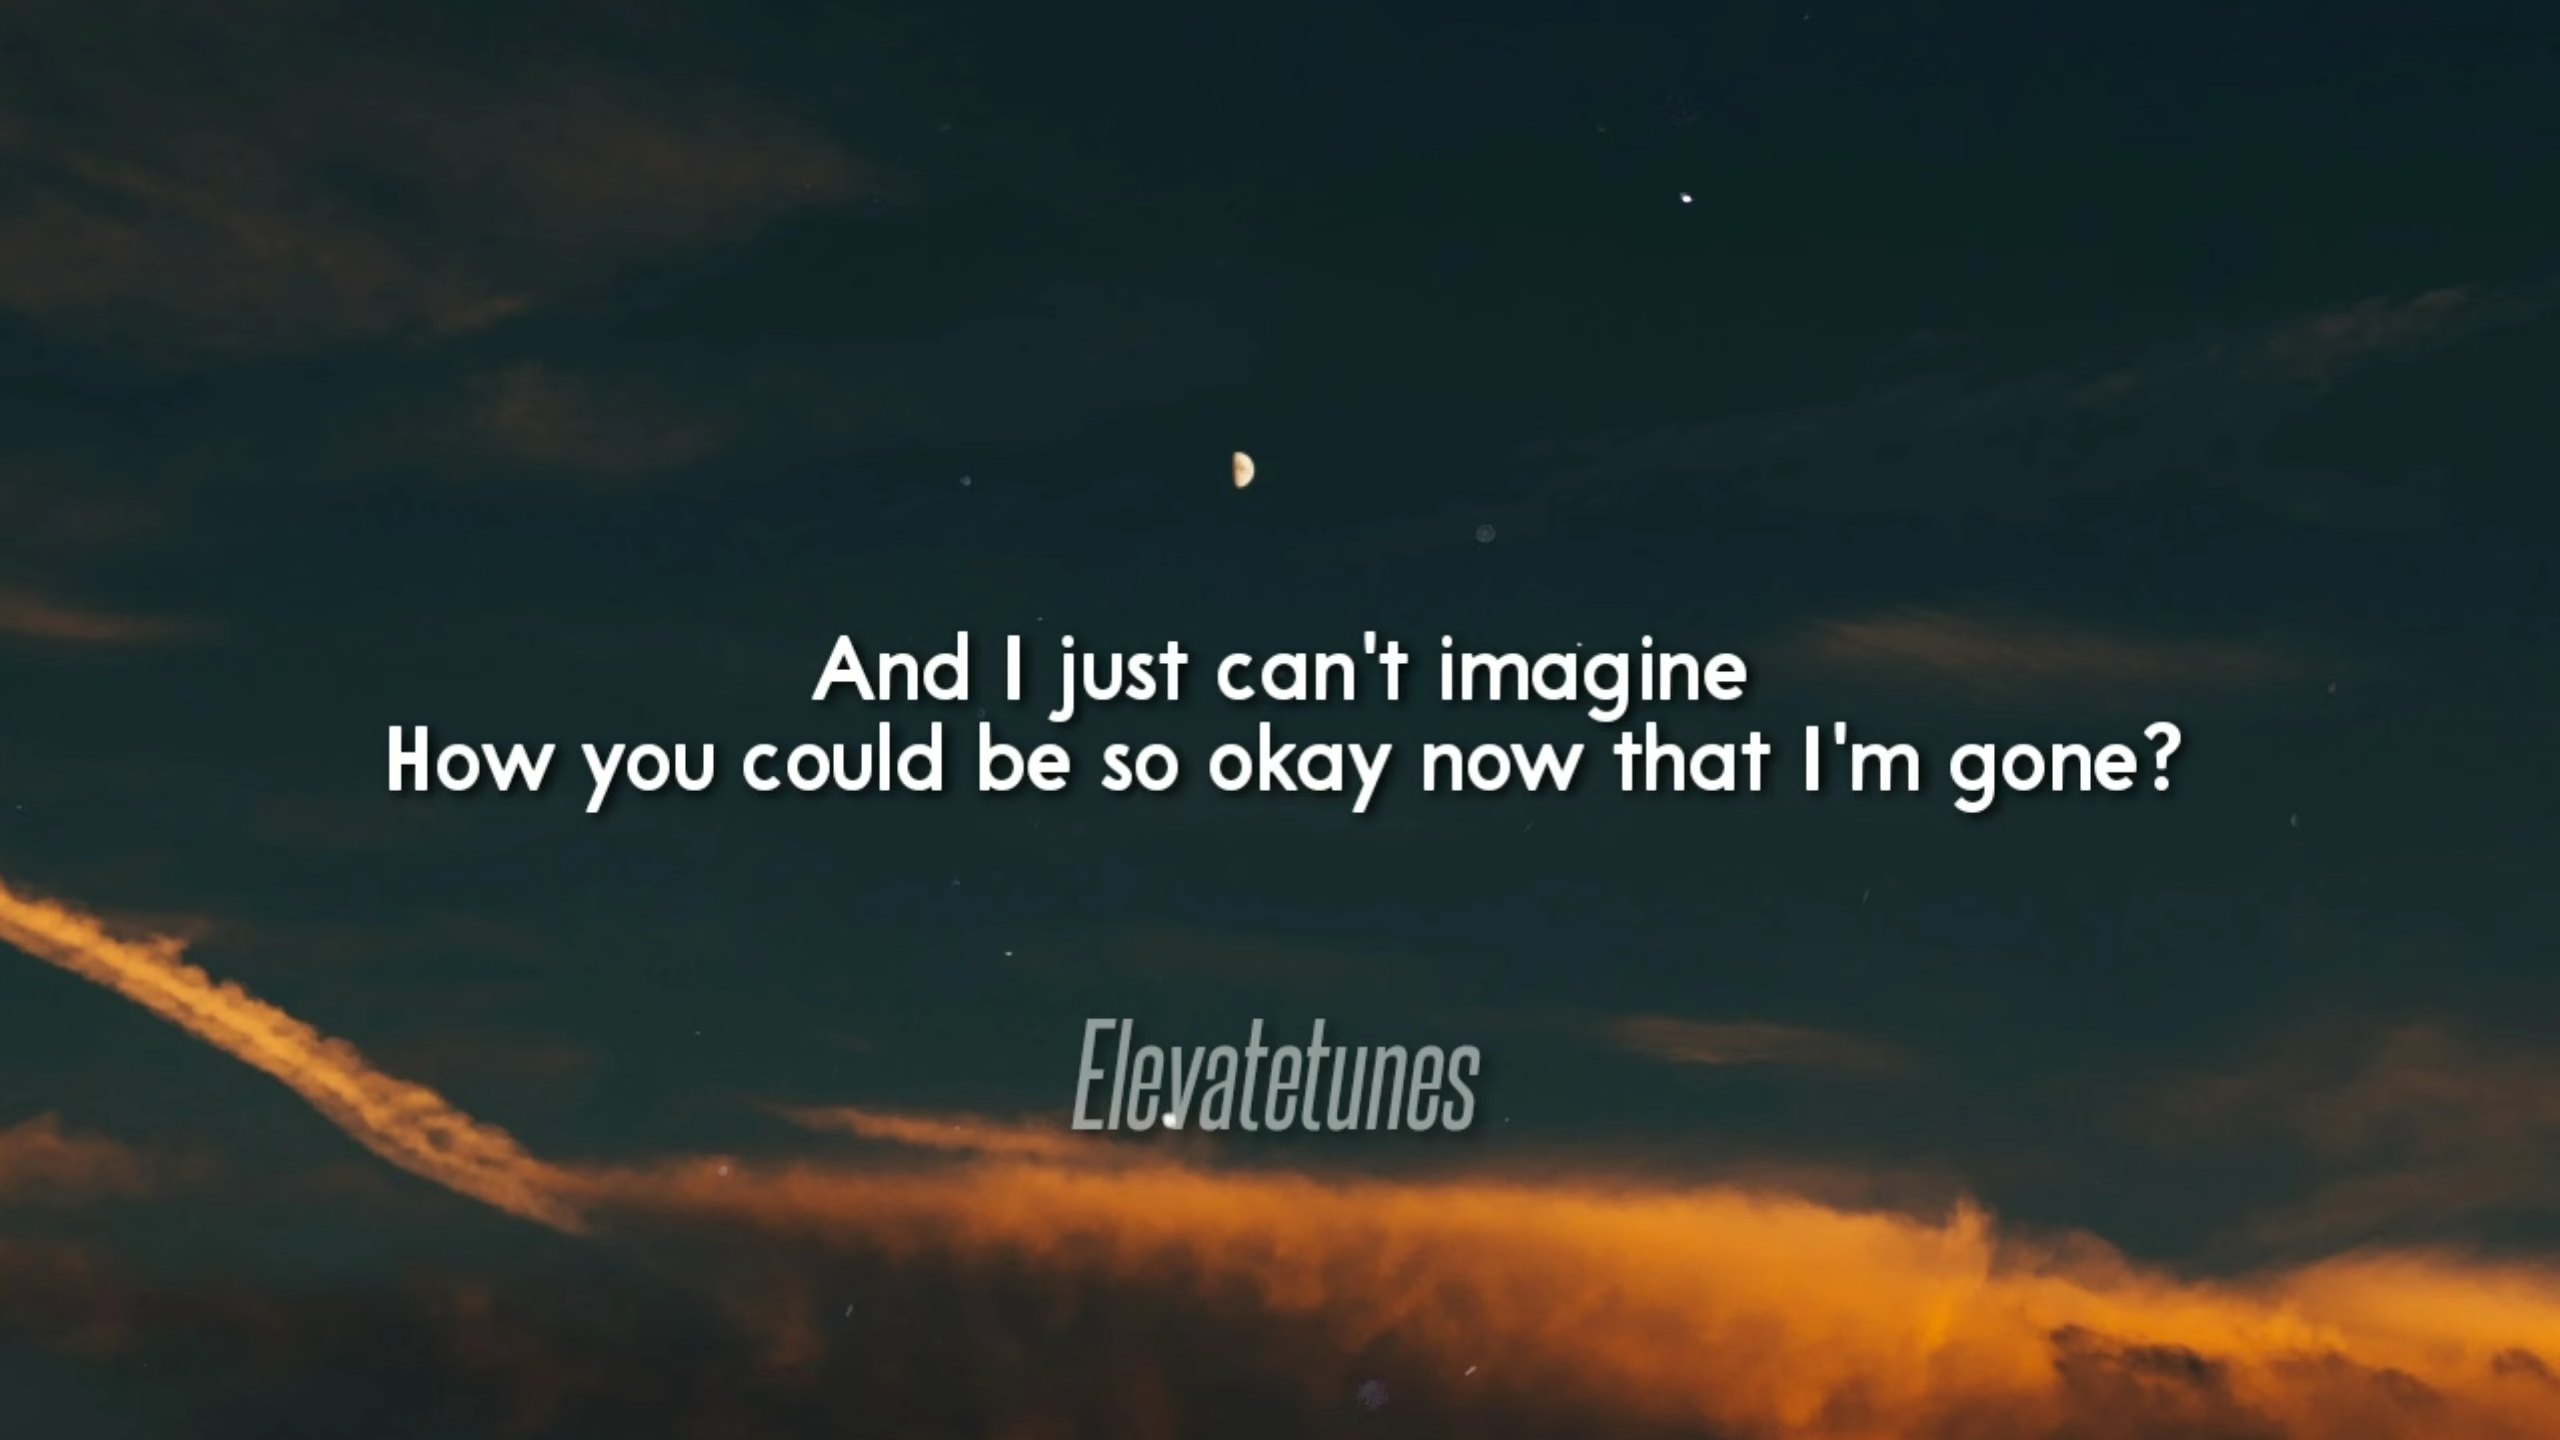 And I just can't imagine
How you could be so okay now that I'm gone?
Elevatetunes